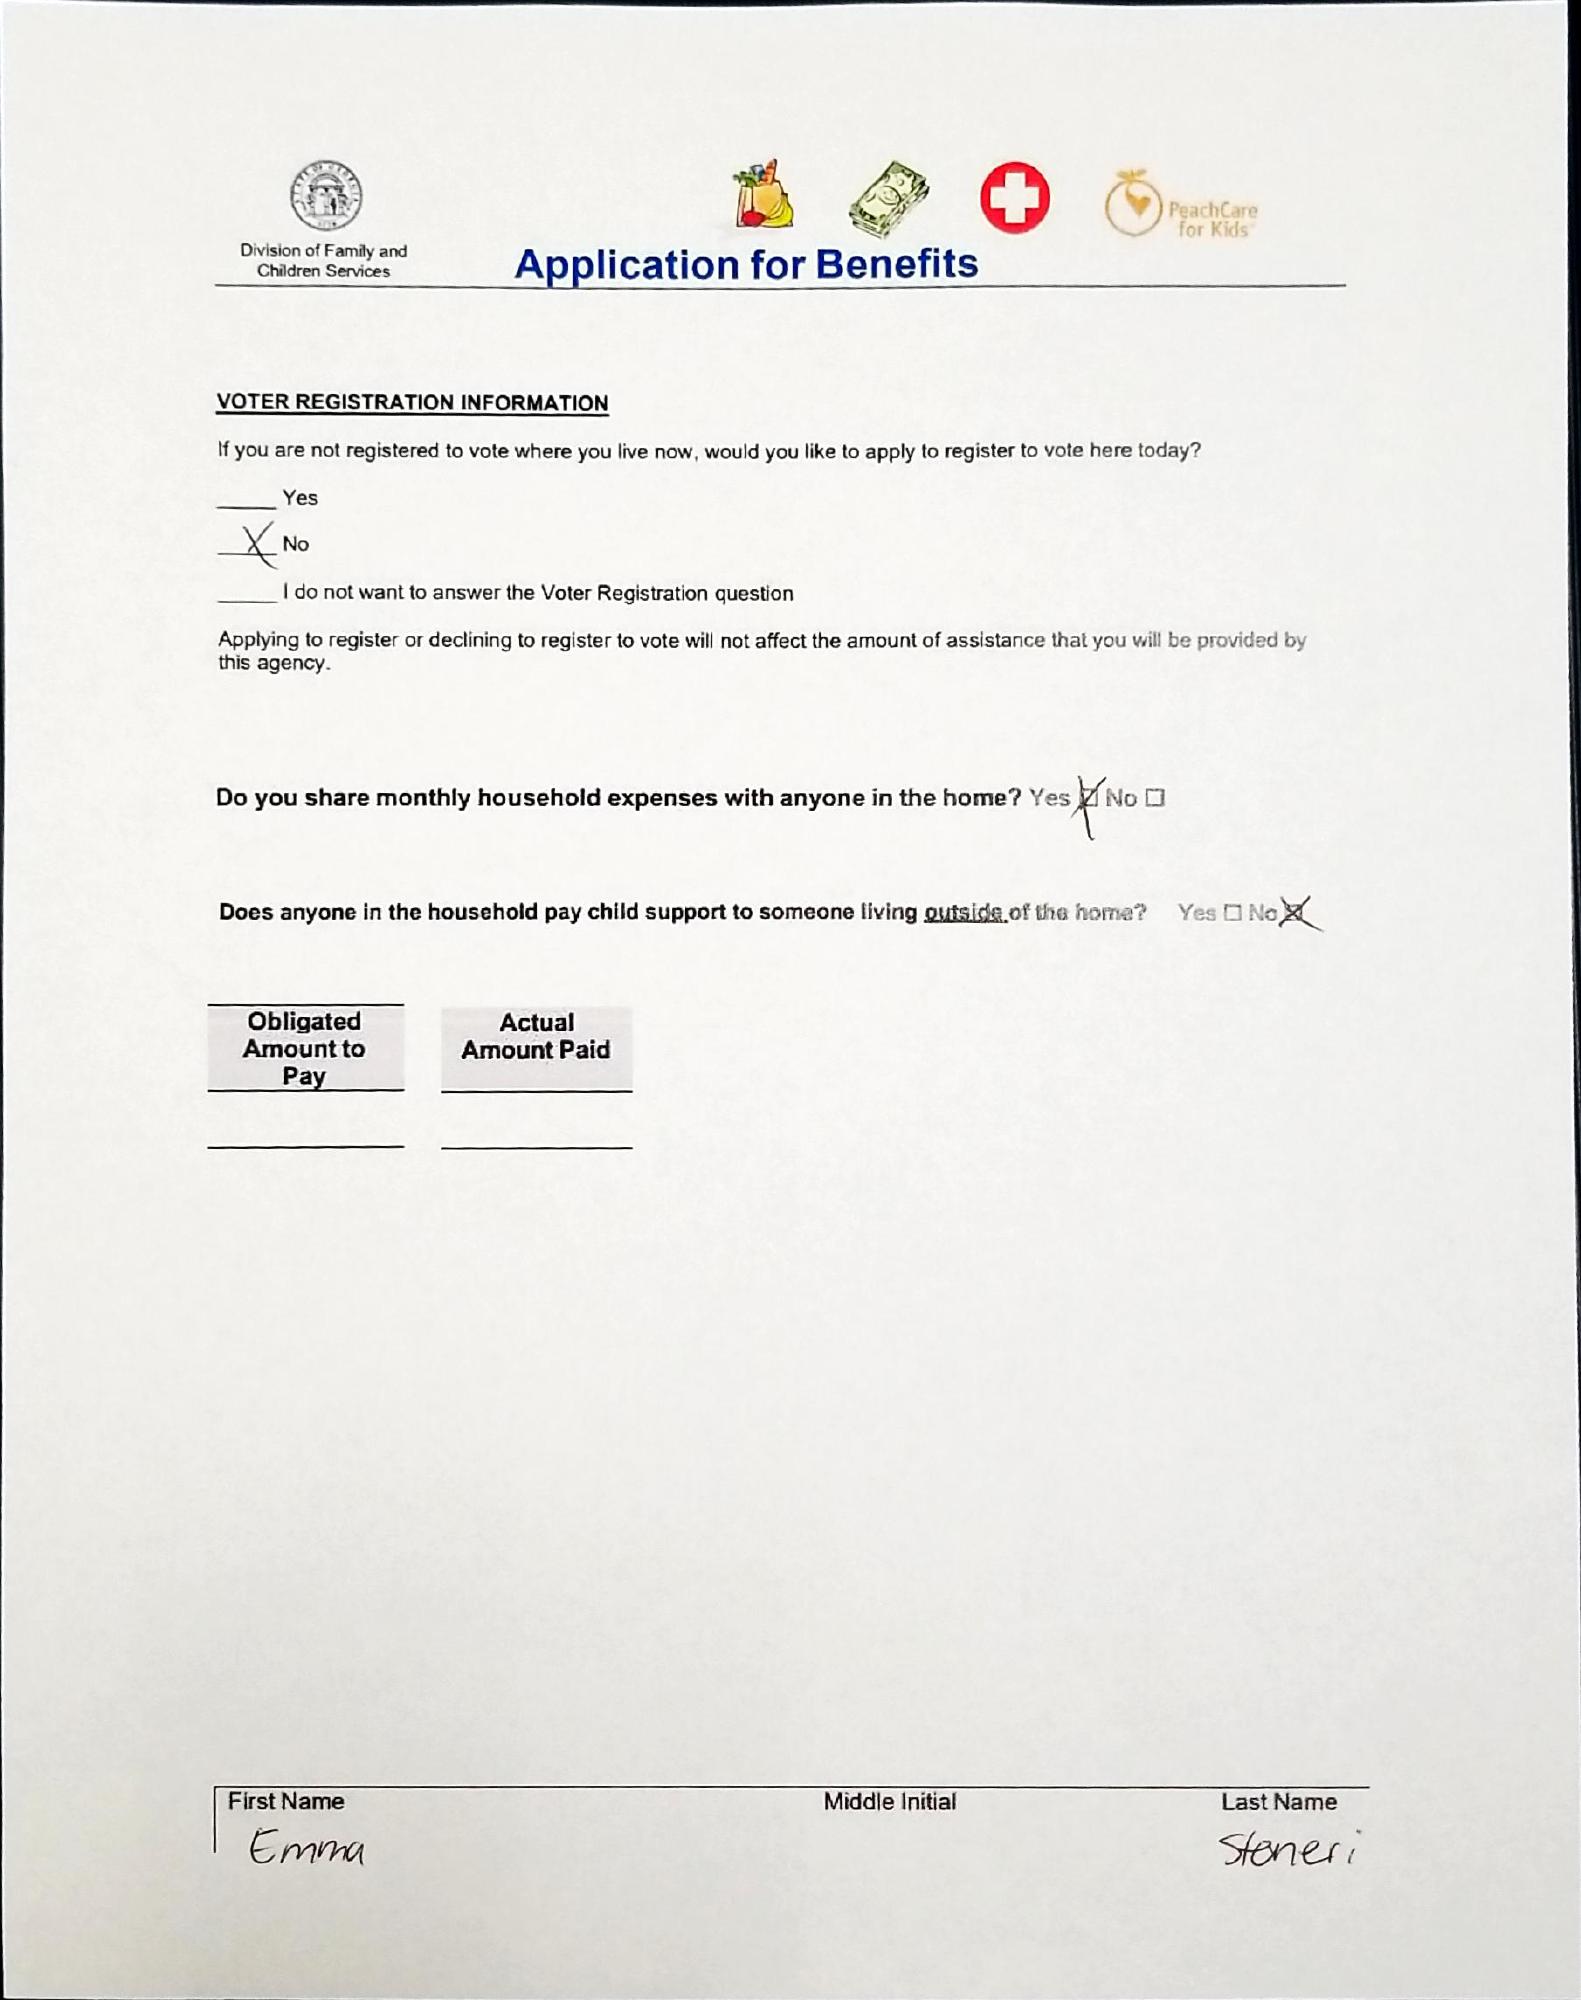 Division of Family and
Children Services
Application for Benefits
PeachCare
for Kids
VOTER REGISTRATION INFORMATION
If you are not registered to vote where you live now, would you like to apply to register to vote here today?
____ Yes
_X_ No
____ I do not want to answer the Voter Registration question
Applying to register or declining to register to vote will not affect the amount of assistance that you will be provided by
this agency.
Do you share monthly household expenses with anyone in the home? Yes ☒ No ☐
Does anyone in the household pay child support to someone living outside of the home? Yes ☐ No ☒
Obligated
Amount to
Pay
Actual
Amount Paid
First Name
Emma
Middle Initial
Last Name
Stoneri